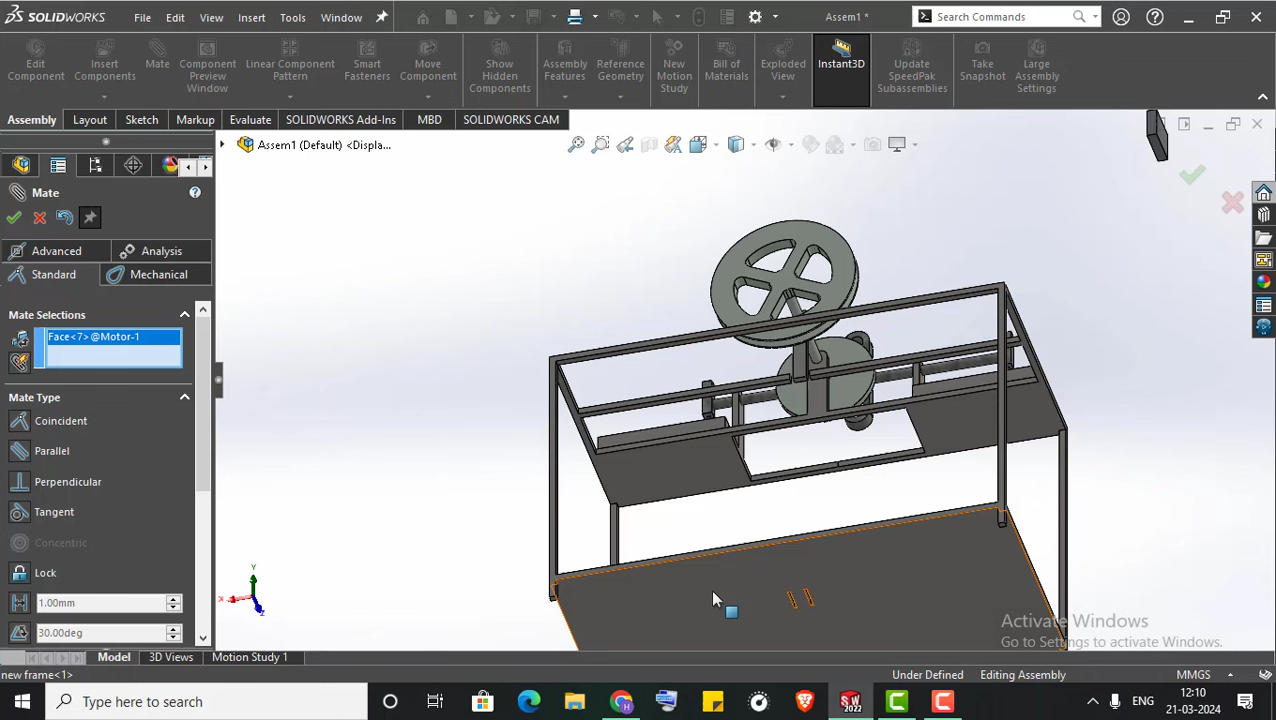 SOLIDWORKS File Edit View Insert Tools Window Assem1 * Search Commands
Edit Component
Insert Components
Mate
Component Preview Window
Linear Component Pattern
Smart Fasteners
Move Component
Show Hidden Components
Assembly Features
Reference Geometry
New Motion Study
Bill of Materials
Exploded View
Instant3D
Update SpeedPak Subassemblies
Take Snapshot
Large Assembly Settings
Assembly Layout Sketch Markup Evaluate SOLIDWORKS Add-Ins MBD SOLIDWORKS CAM
Assem1 (Default) <Displa...
Mate
Advanced Analysis
Standard Mechanical
Mate Selections
Face<7>@Motor-1
Mate Type
Coincident
Parallel
Perpendicular
Tangent
Concentric
Lock
1.00mm
30.00deg
Y
X
Z
Activate Windows
Go to Settings to activate Windows.
Model 3D Views Motion Study 1
new frame<1> Under Defined Editing Assembly MMGS
Type here to search
SW
2022
ENG
12:10
21-03-2024